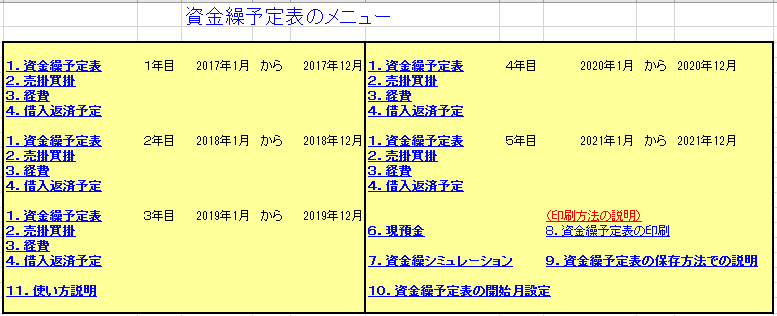 資金繰予定表のメニュー
1. 資金繰予定表 1年目 2017年1月 から 2017年12月
2. 売掛買掛
3. 経費
4. 借入返済予定
1. 資金繰予定表 2年目 2018年1月 から 2018年12月
2. 売掛買掛
3. 経費
4. 借入返済予定
1. 資金繰予定表 3年目 2019年1月 から 2019年12月
2. 売掛買掛
3. 経費
4. 借入返済予定
11. 使い方説明
1. 資金繰予定表 4年目 2020年1月 から 2020年12月
2. 売掛買掛
3. 経費
4. 借入返済予定
1. 資金繰予定表 5年目 2021年1月 から 2021年12月
2. 売掛買掛
3. 経費
4. 借入返済予定
(印刷方法の説明)
6. 現預金 8. 資金繰予定表の印刷
7. 資金繰シミュレーション 9. 資金繰予定表の保存方法での説明
10. 資金繰予定表の開始月設定